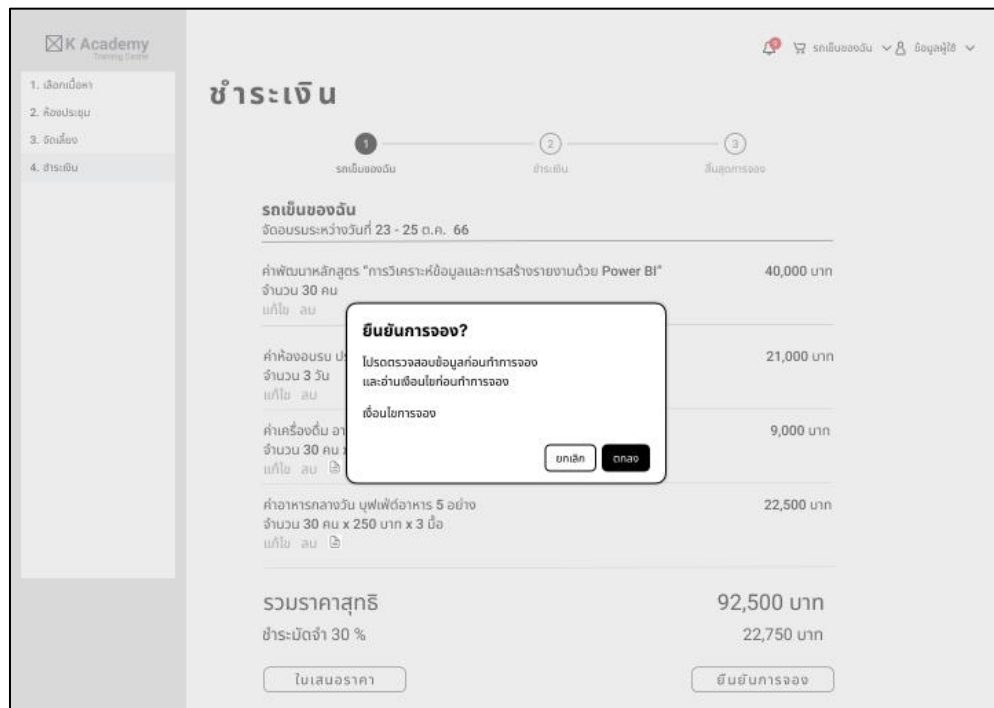 K Academy
Training Center
รถเข็นของฉัน
ข้อมูลผู้ใช้
1. เลือกเนื้อหา
2. ห้องประชุม
3. จัดเลี้ยง
4. ชำระเงิน
ชำระเงิน
1
2
3
รถเข็นของฉัน
ชำระเงิน
สิ้นสุดการจอง
รถเข็นของฉัน
จัดอบรมระหว่างวันที่ 23 - 25 ต.ค. 66
ค่าพัฒนาหลักสูตร "การวิเคราะห์ข้อมูลและการสร้างรายงานด้วย Power BI"
40,000 บาท
จำนวน 30 คน
แก้ไข ลบ
ยืนยันการจอง?
โปรดตรวจสอบข้อมูลก่อนทำการจอง
และอ่านเงื่อนไขก่อนทำการจอง
เงื่อนไขการจอง
ยกเลิก
ตกลง
ค่าห้องอบรม
21,000 บาท
จำนวน 3 วัน
แก้ไข ลบ
ค่าเครื่องดื่ม
9,000 บาท
จำนวน 30 คน
แก้ไข ลบ
ค่าอาหารกลางวัน บุฟเฟ่ต์อาหาร 5 อย่าง
22,500 บาท
จำนวน 30 คน x 250 บาท x 3 มื้อ
แก้ไข ลบ
รวมราคาสุทธิ
92,500 บาท
ชำระมัดจำ 30 %
22,750 บาท
ใบเสนอราคา
ยืนยันการจอง